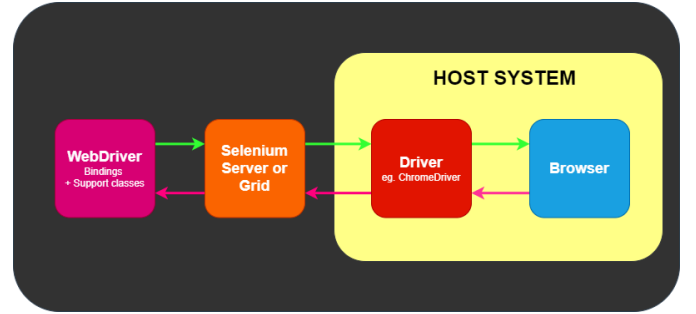 HOST SYSTEM
WebDriver
Bindings
+ Support classes
Selenium
Server or
Grid
Driver
eg. ChromeDriver
Browser